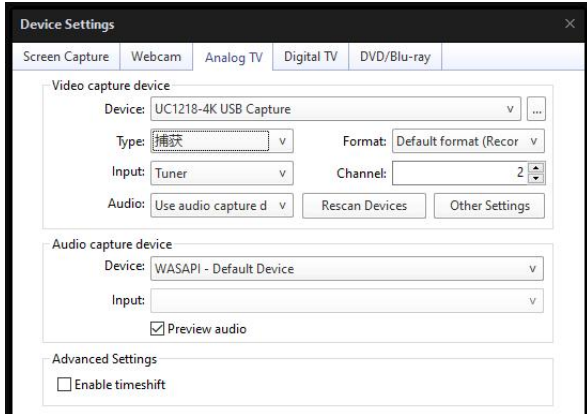 Device Settings
Screen Capture Webcam Analog TV Digital TV DVD/Blu-ray
Video capture device
Device: UC1218-4K USB Capture ...
Type: 捕获 Format: Default format (Recor
Input: Tuner Channel: 2
Audio: Use audio capture d Rescan Devices Other Settings
Audio capture device
Device: WASAPI - Default Device
Input:
Preview audio
Advanced Settings
Enable timeshift